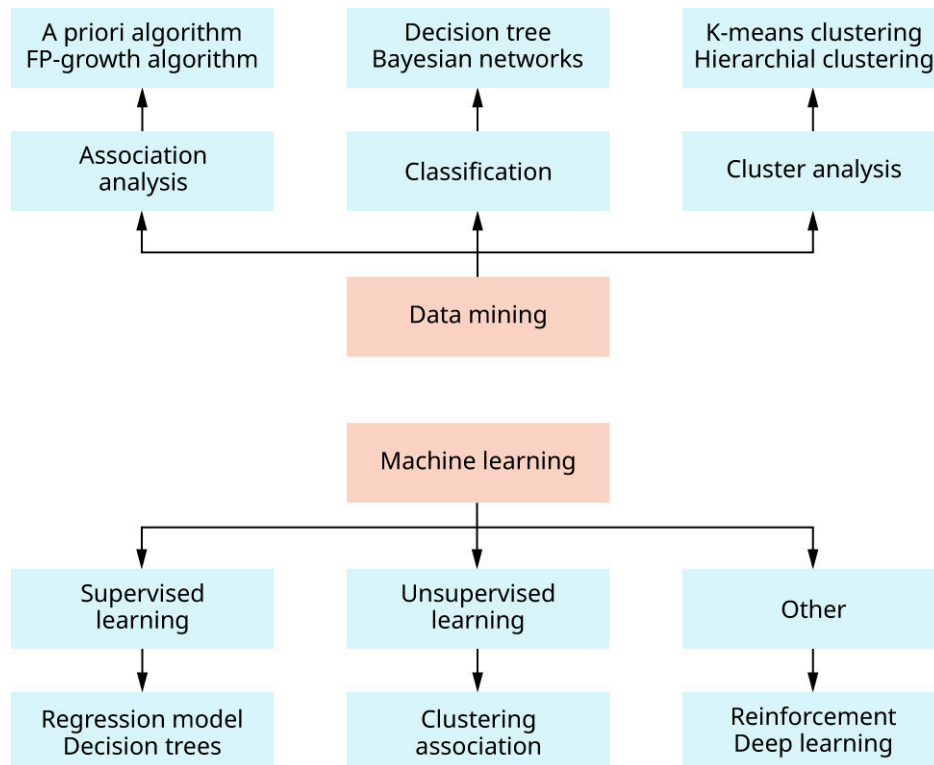 A priori algorithm
FP-growth algorithm
Decision tree
Bayesian networks
K-means clustering
Hierarchial clustering
Association
analysis
Classification
Cluster analysis
Data mining
Machine learning
Supervised
learning
Unsupervised
learning
Other
Regression model
Decision trees
Clustering
association
Reinforcement
Deep learning